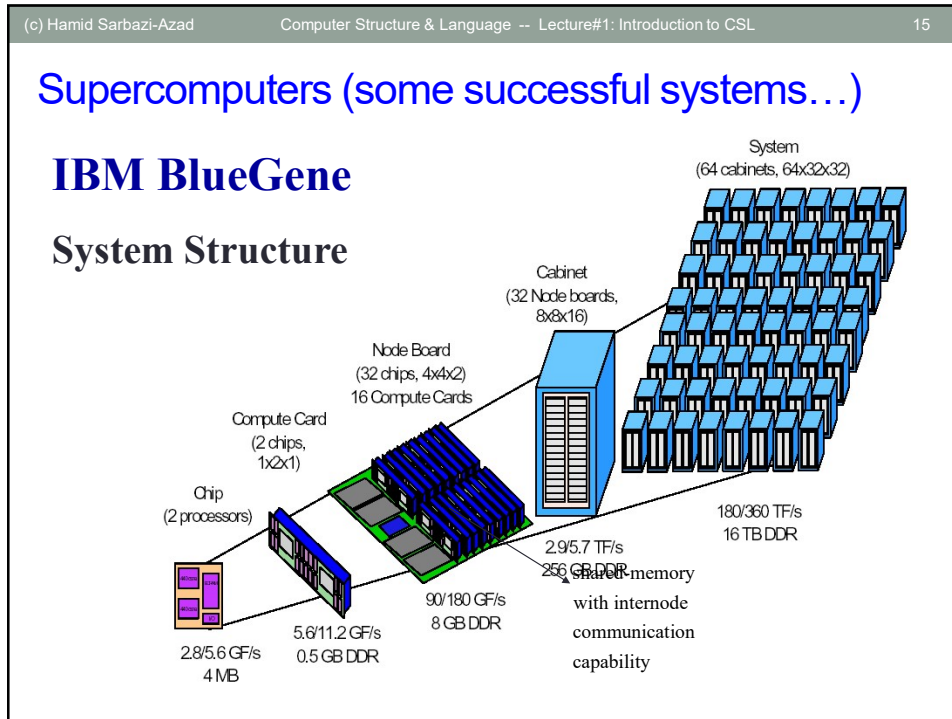 (c) Hamid Sarbazi-Azad Computer Structure & Language -- Lecture#1: Introduction to CSL 15
Supercomputers (some successful systems…)
IBM BlueGene
System Structure
System
(64 cabinets, 64x32x32)
Cabinet
(32 Node boards,
8x8x16)
Node Board
(32 chips, 4x4x2)
16 Compute Cards
Compute Card
(2 chips,
1x2x1)
Chip
(2 processors)
2.8/5.6 GF/s
4 MB
5.6/11.2 GF/s
0.5 GB DDR
90/180 GF/s
8 GB DDR
2.9/5.7 TF/s
256 GB DDR
shared-memory
with internode
communication
capability
180/360 TF/s
16 TB DDR